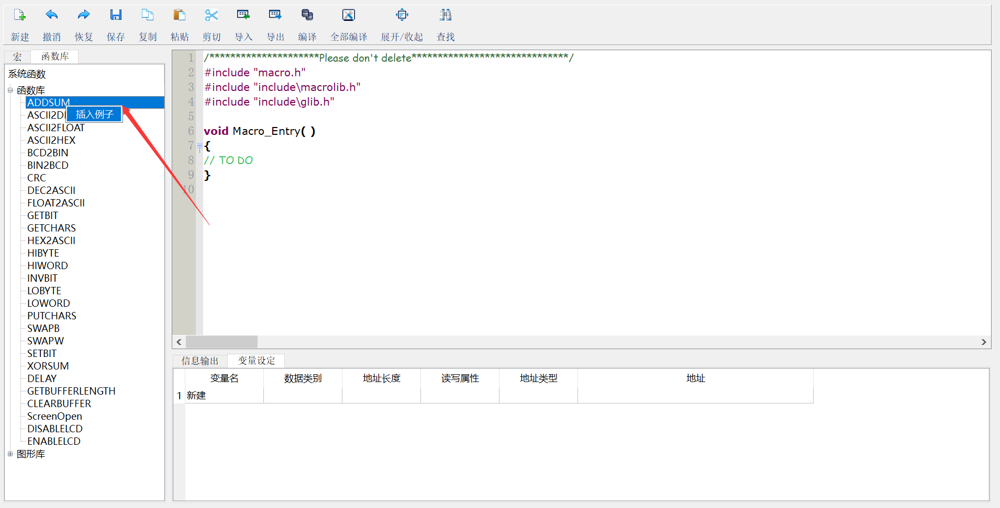 新建 撤消 恢复 保存 复制 粘贴 剪切 导入 导出 编译 全部编译 展开/收起 查找
宏 函数库
系统函数
函数库
ADDSUM
插入例子
ASCII2FLOAT
ASCII2HEX
BCD2BIN
BIN2BCD
CRC
DEC2ASCII
FLOAT2ASCII
GETBIT
GETCHARS
HEX2ASCII
HIBYTE
HIWORD
INVBIT
LOBYTE
LOWORD
PUTCHARS
SWAPB
SWAPW
SETBIT
XORSUM
DELAY
GETBUFFERLENGTH
CLEARBUFFER
ScreenOpen
DISABLELCD
ENABLELCD
图形库
1 /*********************Please don't delete******************************/
2 #include "macro.h"
3 #include "include\macrolib.h"
4 #include "include\glib.h"
5
6 void Macro_Entry( )
7 {
8 // TO DO
9 }
10
信息输出 变量设定
变量名 数据类别 地址长度 读写属性 地址类型 地址
1 新建